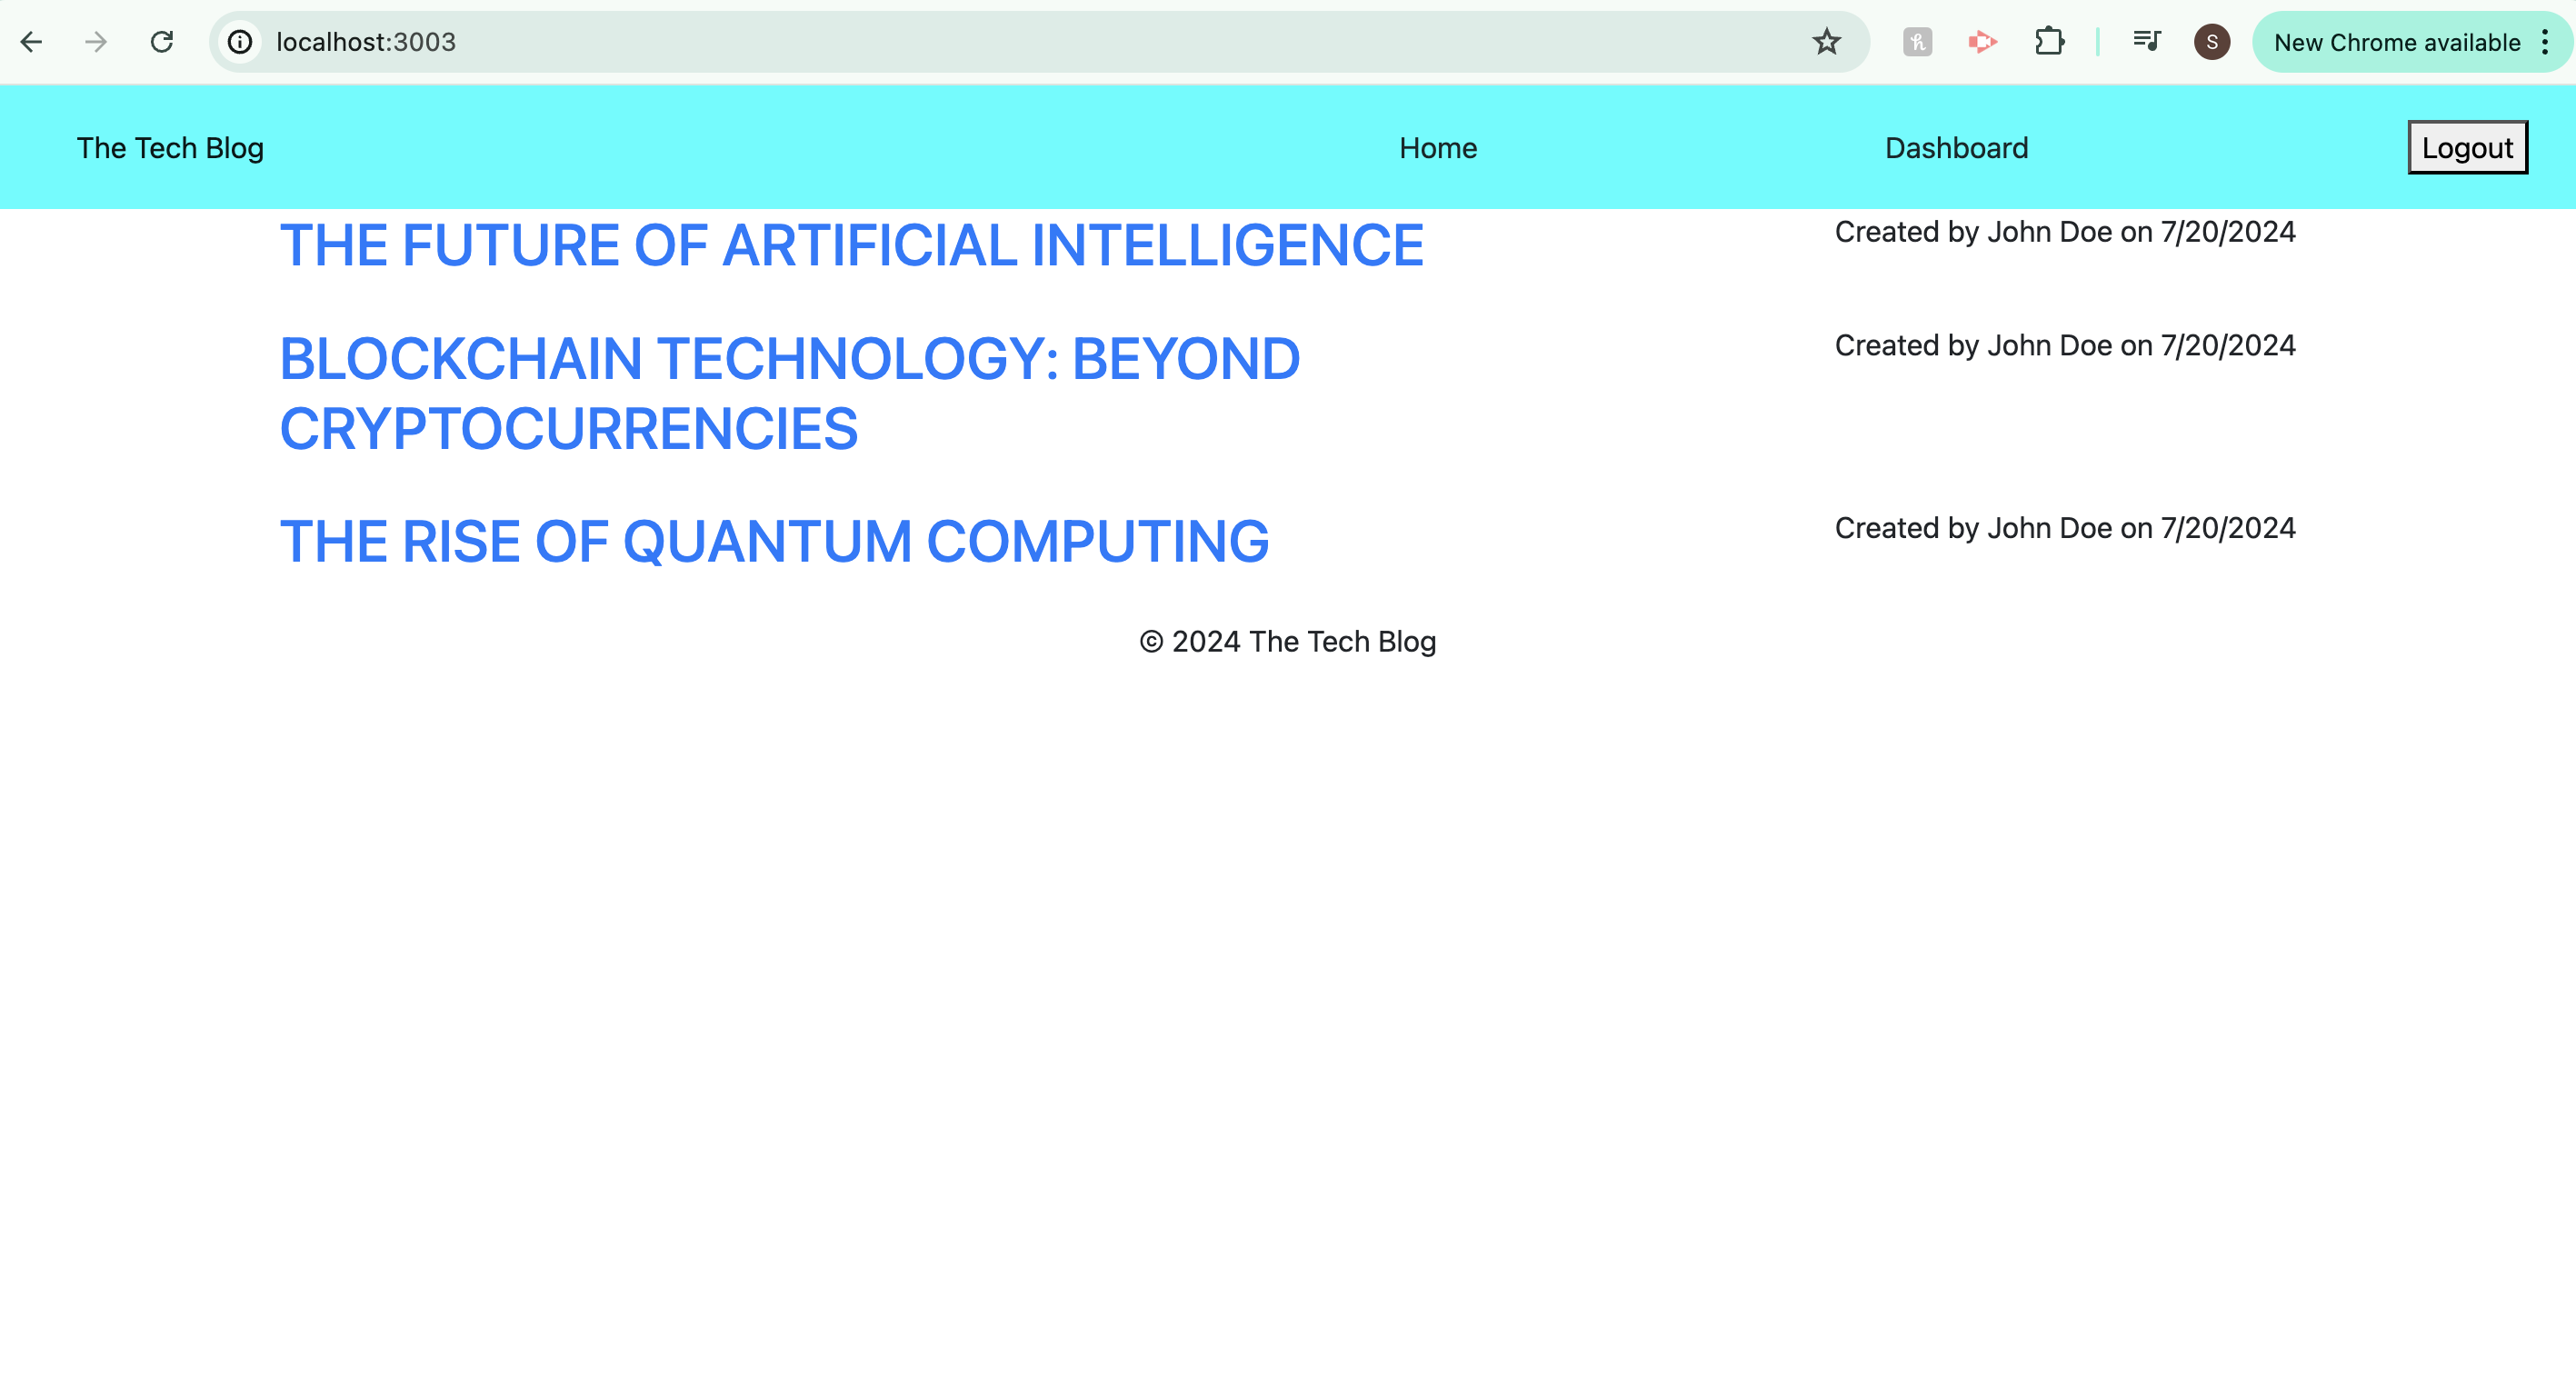 localhost:3003
S
New Chrome available
The Tech Blog
Home
Dashboard
Logout
THE FUTURE OF ARTIFICIAL INTELLIGENCE
Created by John Doe on 7/20/2024
BLOCKCHAIN TECHNOLOGY: BEYOND
CRYPTOCURRENCIES
Created by John Doe on 7/20/2024
THE RISE OF QUANTUM COMPUTING
Created by John Doe on 7/20/2024
© 2024 The Tech Blog